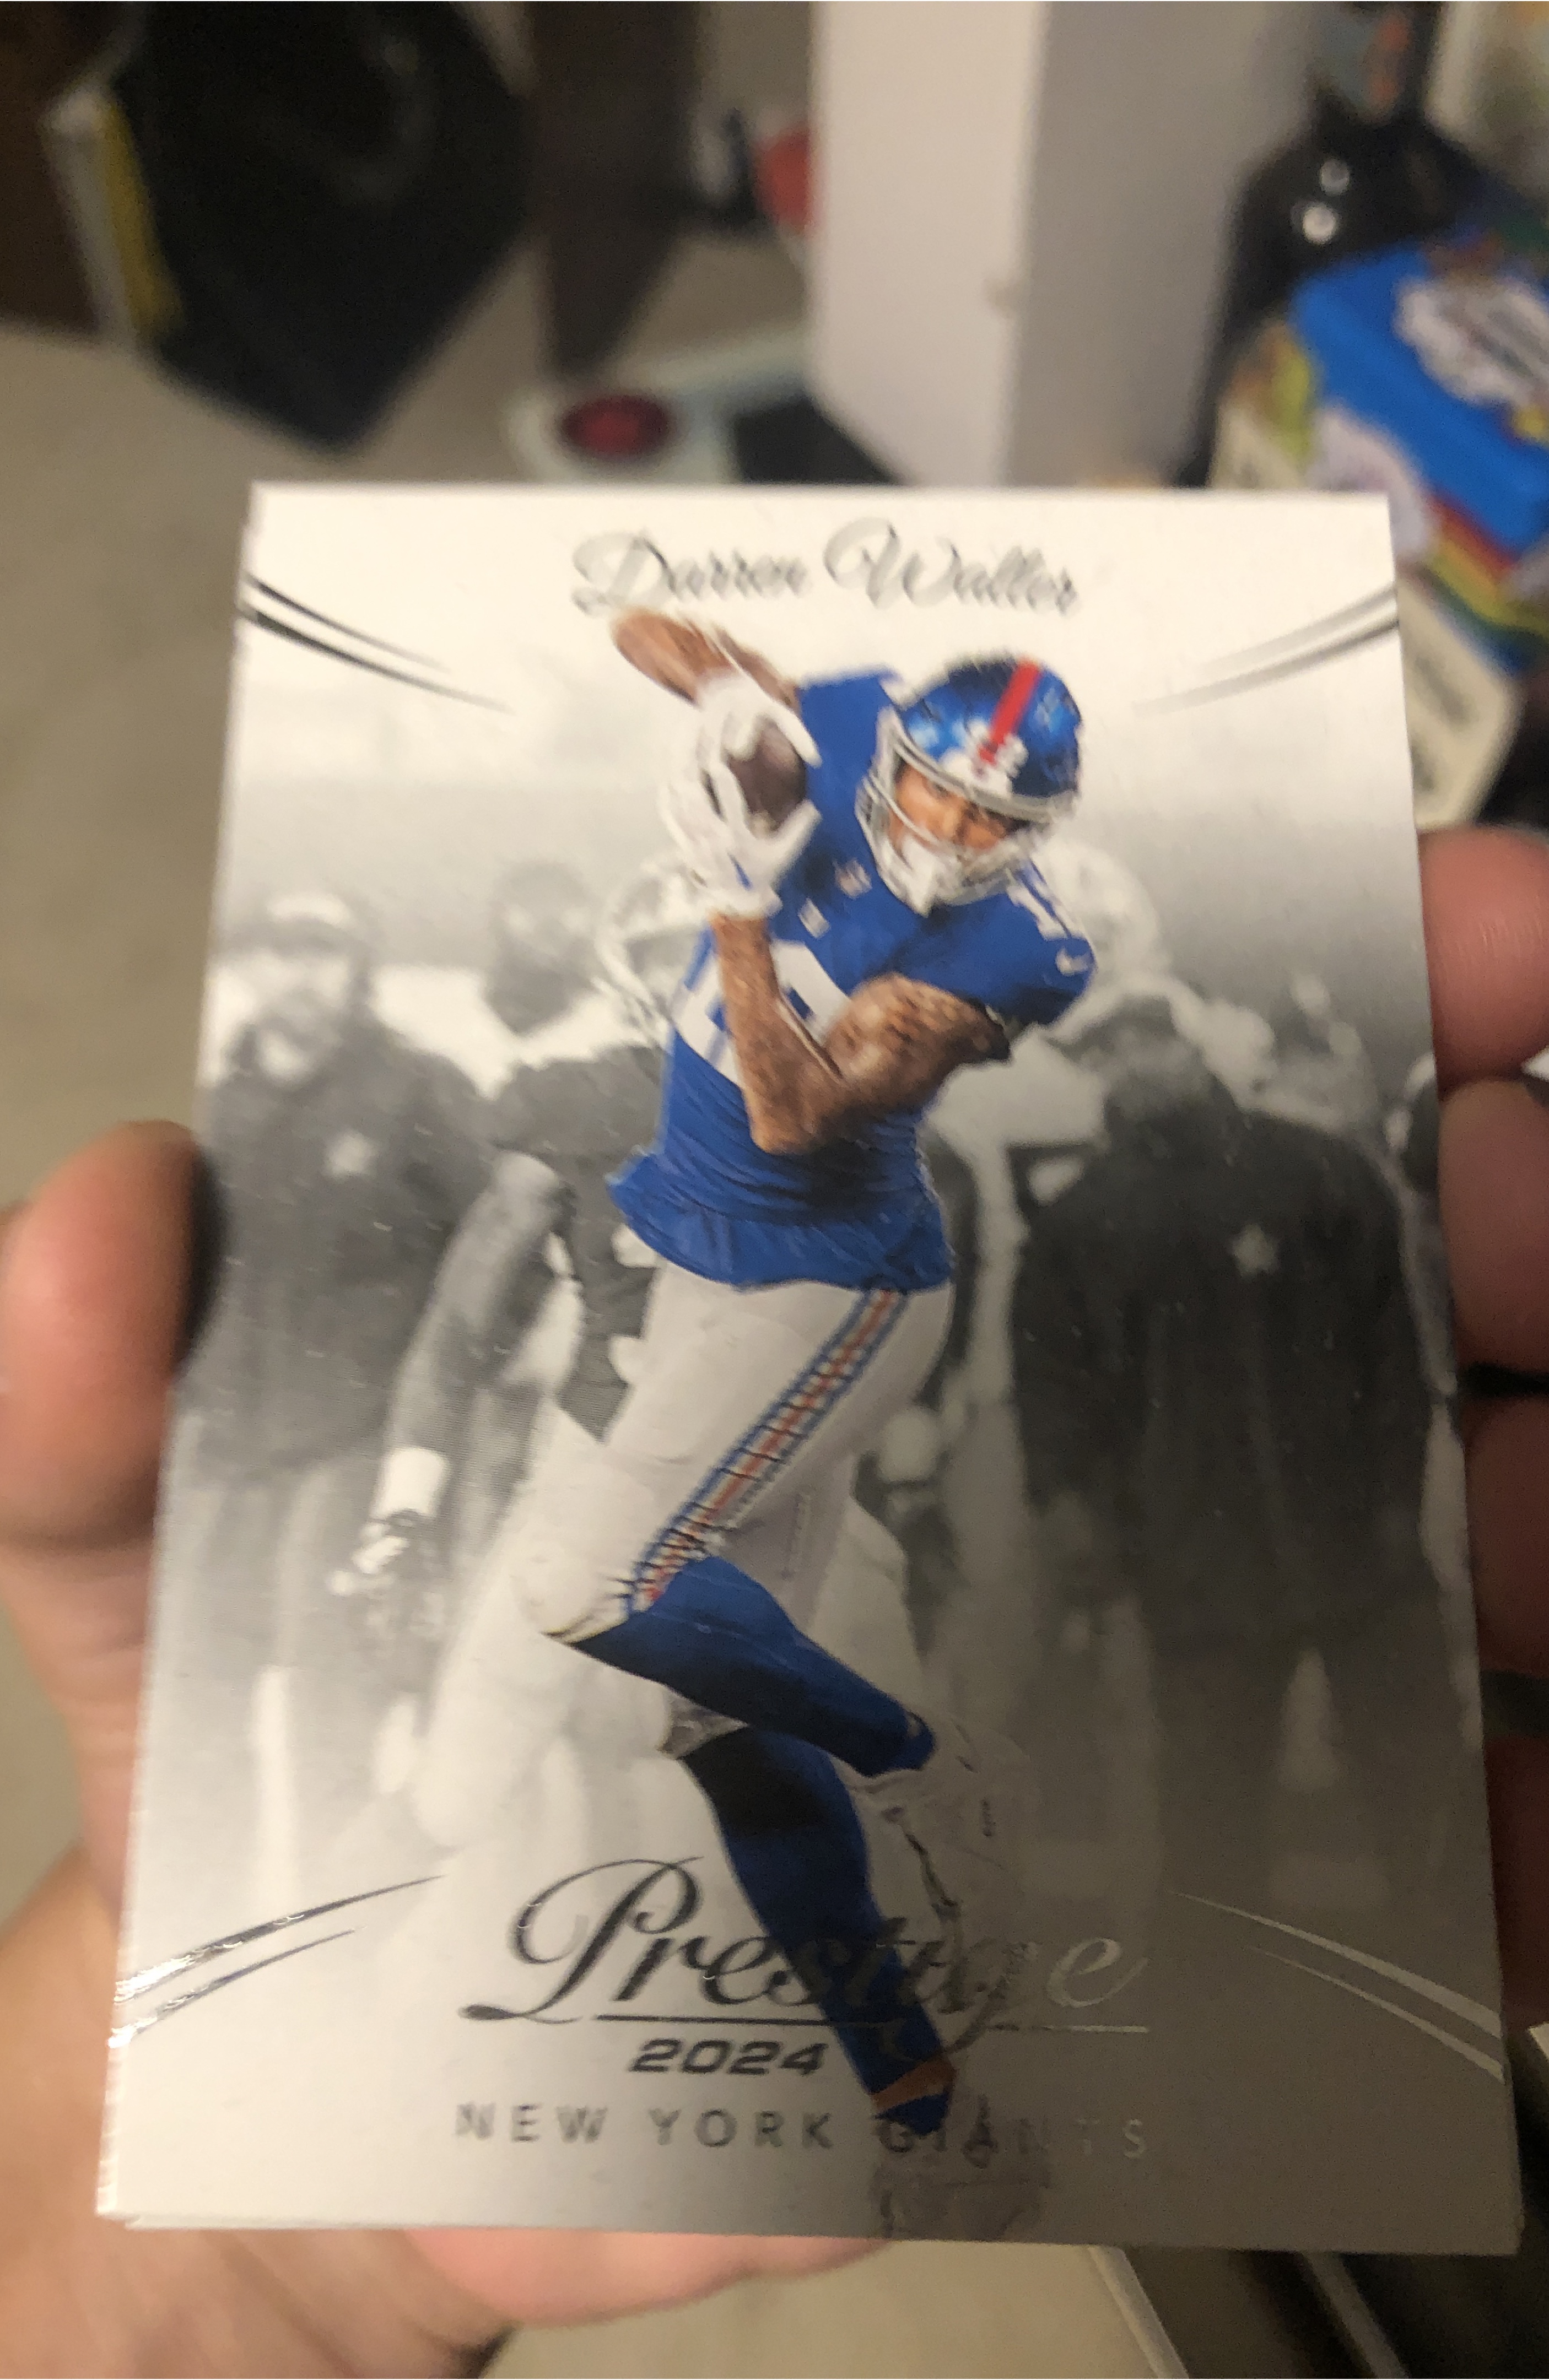 Darren Waller
Prestige
2024
NEW YORK GIANTS